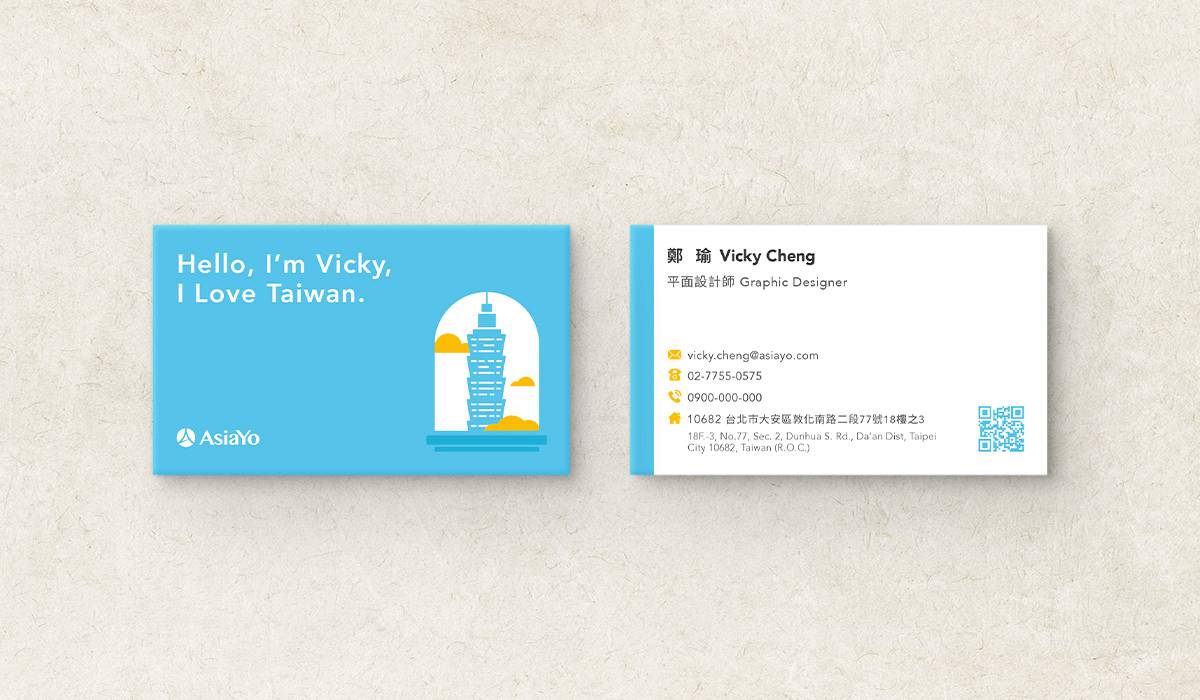 Hello, I’m Vicky,
I Love Taiwan.
AsiaYo
鄭 瑜 Vicky Cheng
平面設計師 Graphic Designer
vicky.cheng@asiayo.com
02-7755-0575
0900-000-000
10682 台北市大安區敦化南路二段77號18樓之3
18F.-3, No.77, Sec. 2, Dunhua S. Rd., Da'an Dist, Taipei
City 10682, Taiwan (R.O.C.)